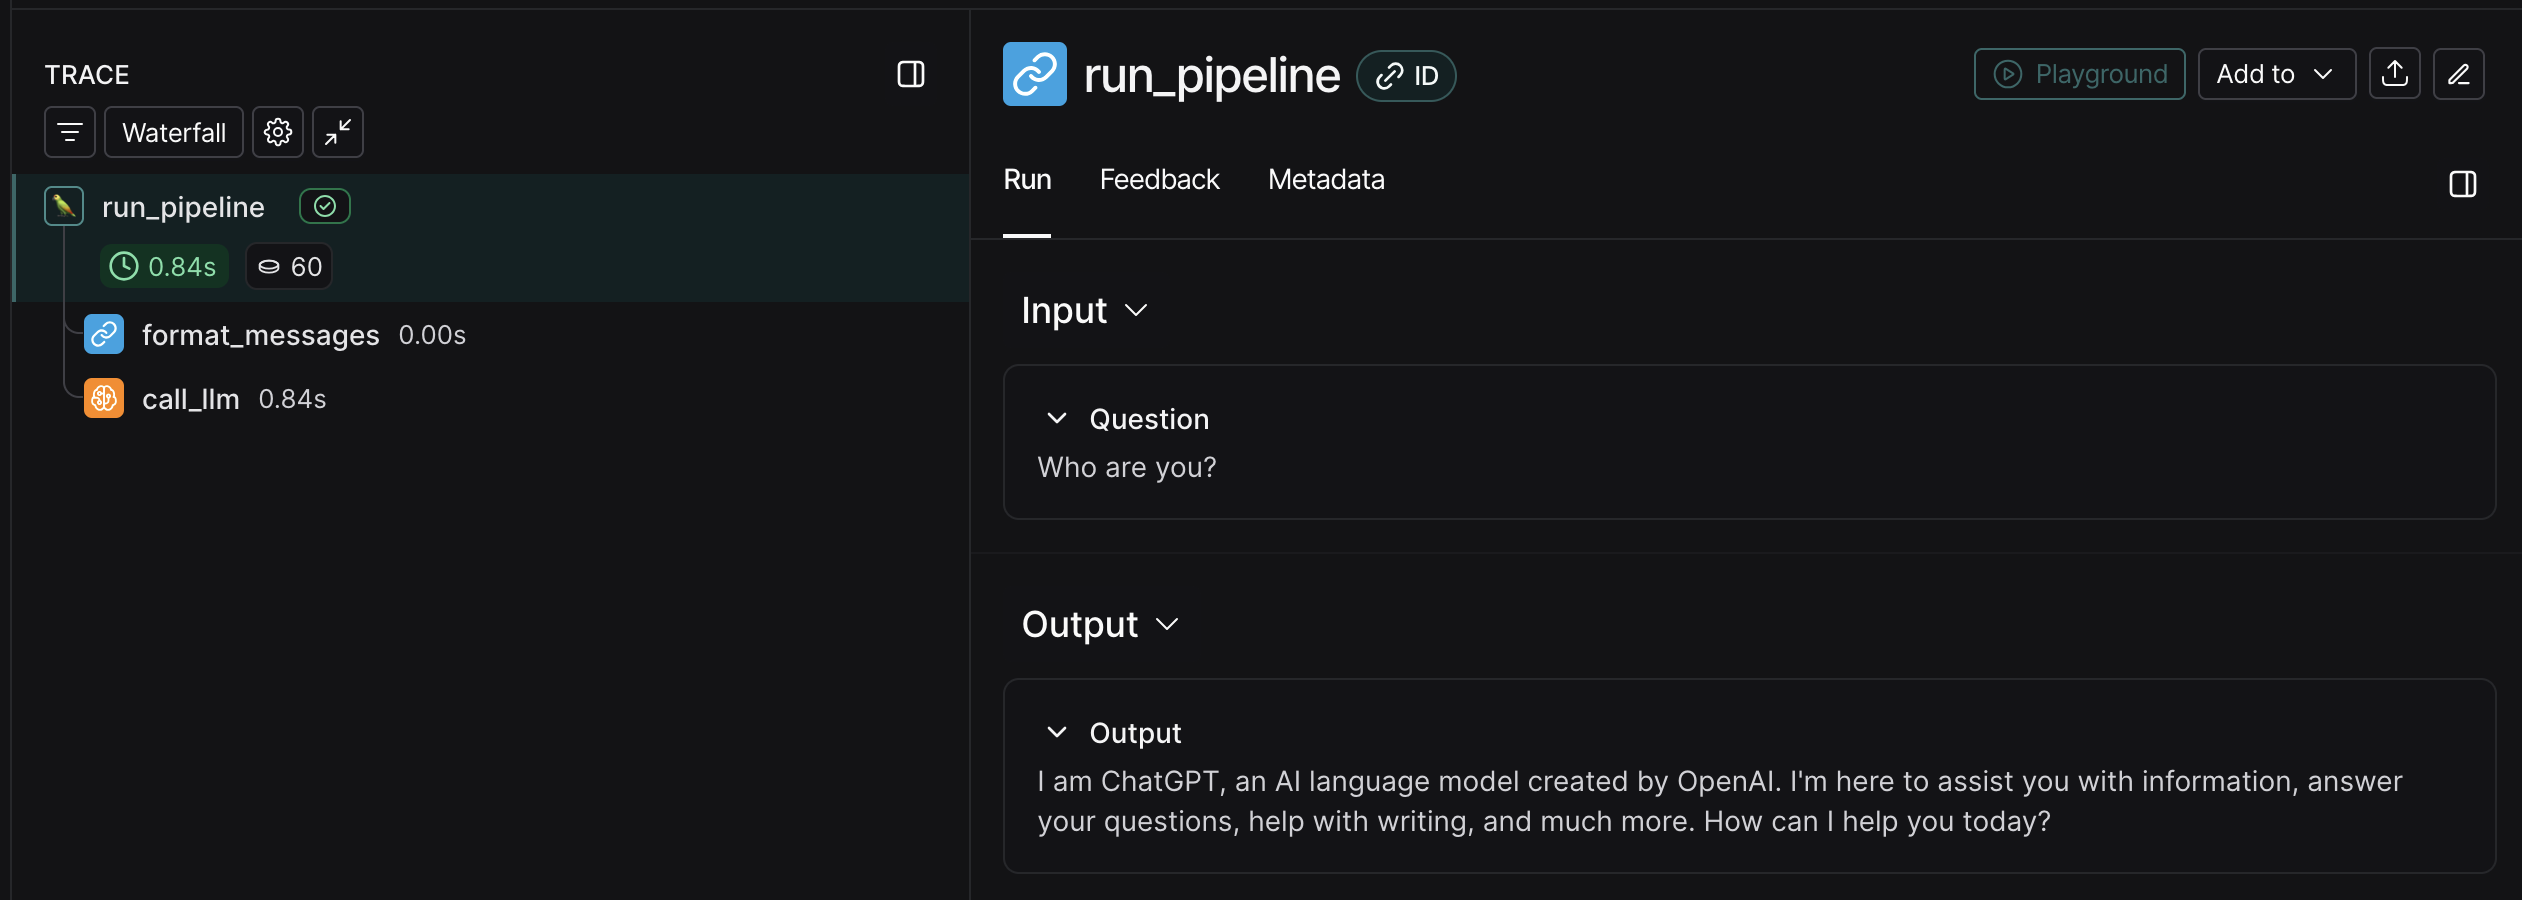 TRACE
Waterfall
run_pipeline
0.84s 60
format_messages 0.00s
call_llm 0.84s
run_pipeline ID
Playground Add to
Run Feedback Metadata
Input
Question
Who are you?
Output
Output
I am ChatGPT, an AI language model created by OpenAI. I'm here to assist you with information, answer
your questions, help with writing, and much more. How can I help you today?